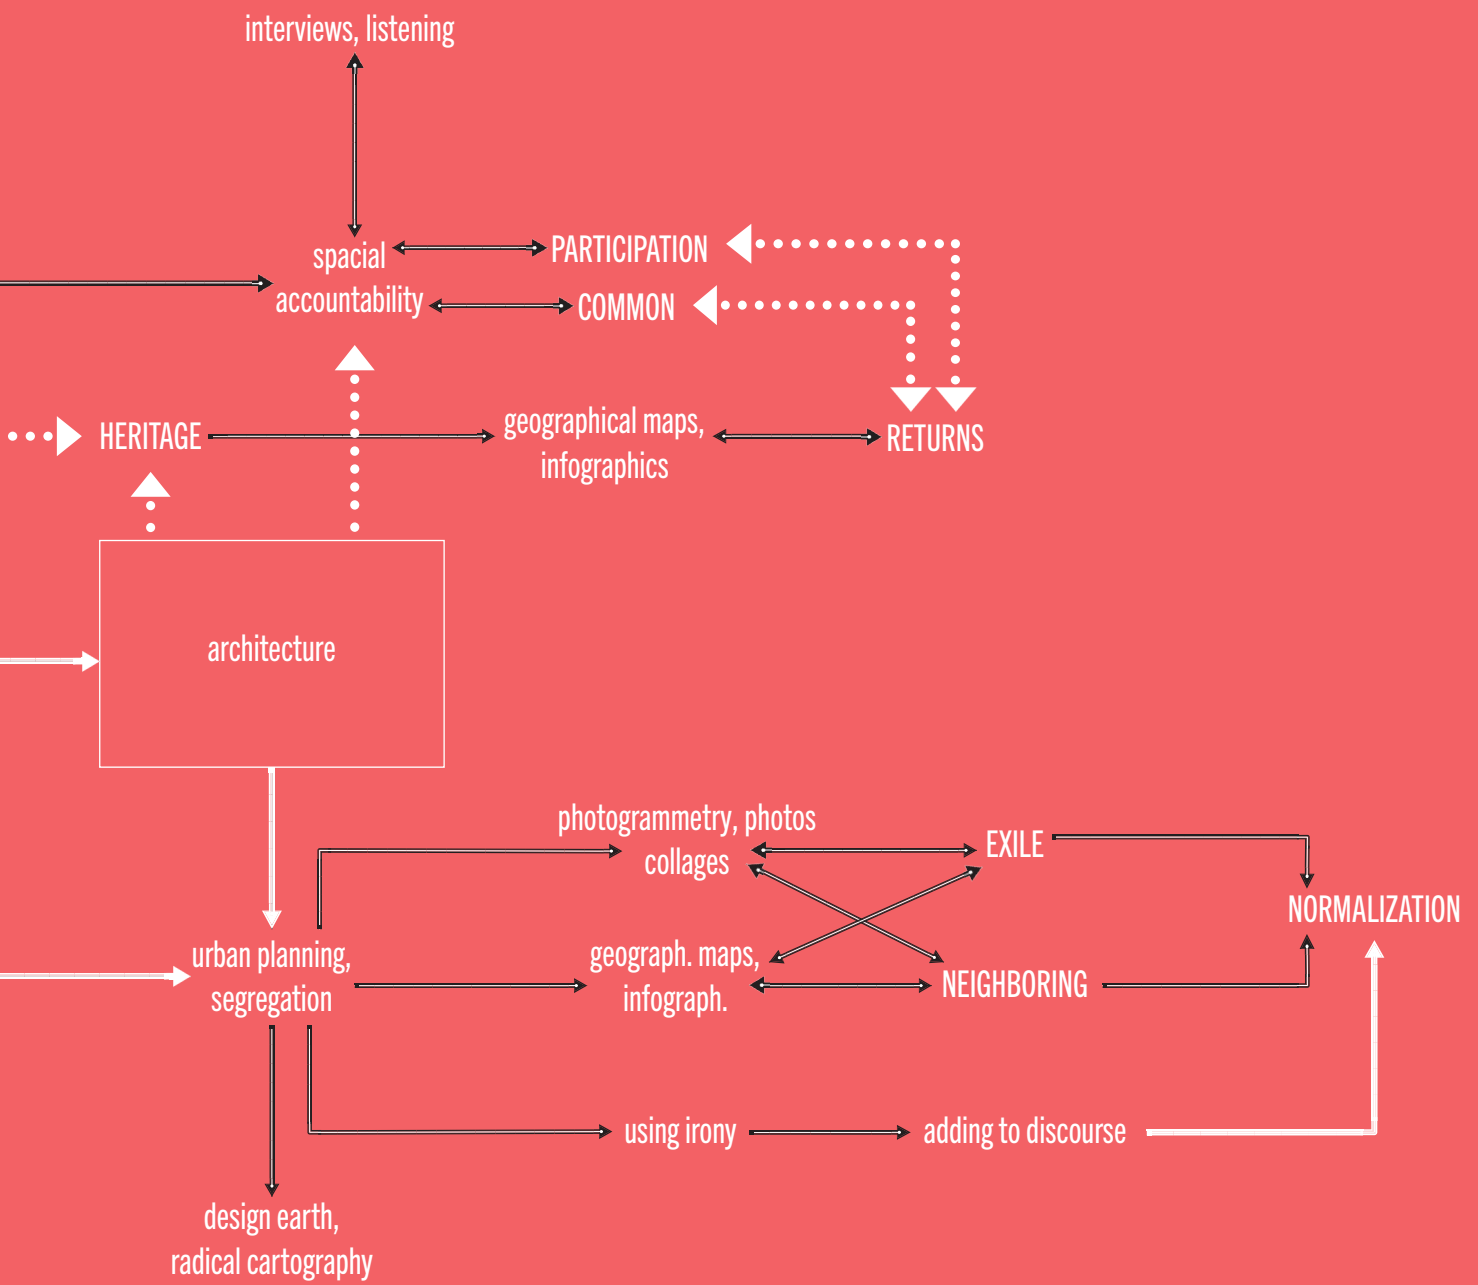 interviews, listening
spacial
accountability
PARTICIPATION
COMMON
HERITAGE
geographical maps,
infographics
RETURNS
architecture
photogrammetry, photos
collages
EXILE
NORMALIZATION
urban planning,
segregation
geograph. maps,
infograph.
NEIGHBORING
using irony
adding to discourse
design earth,
radical cartography